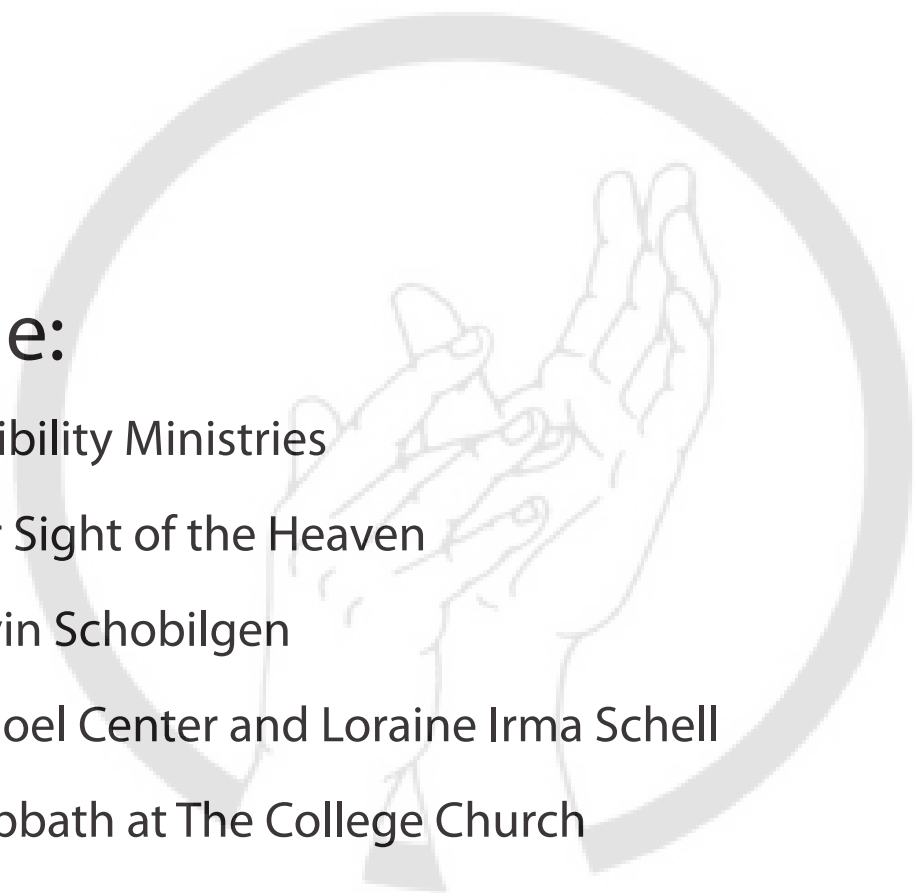 e:
ibility Ministries
Sight of the Heaven
vin Schobilgen
oel Center and Loraine Irma Schell
bbath at The College Church